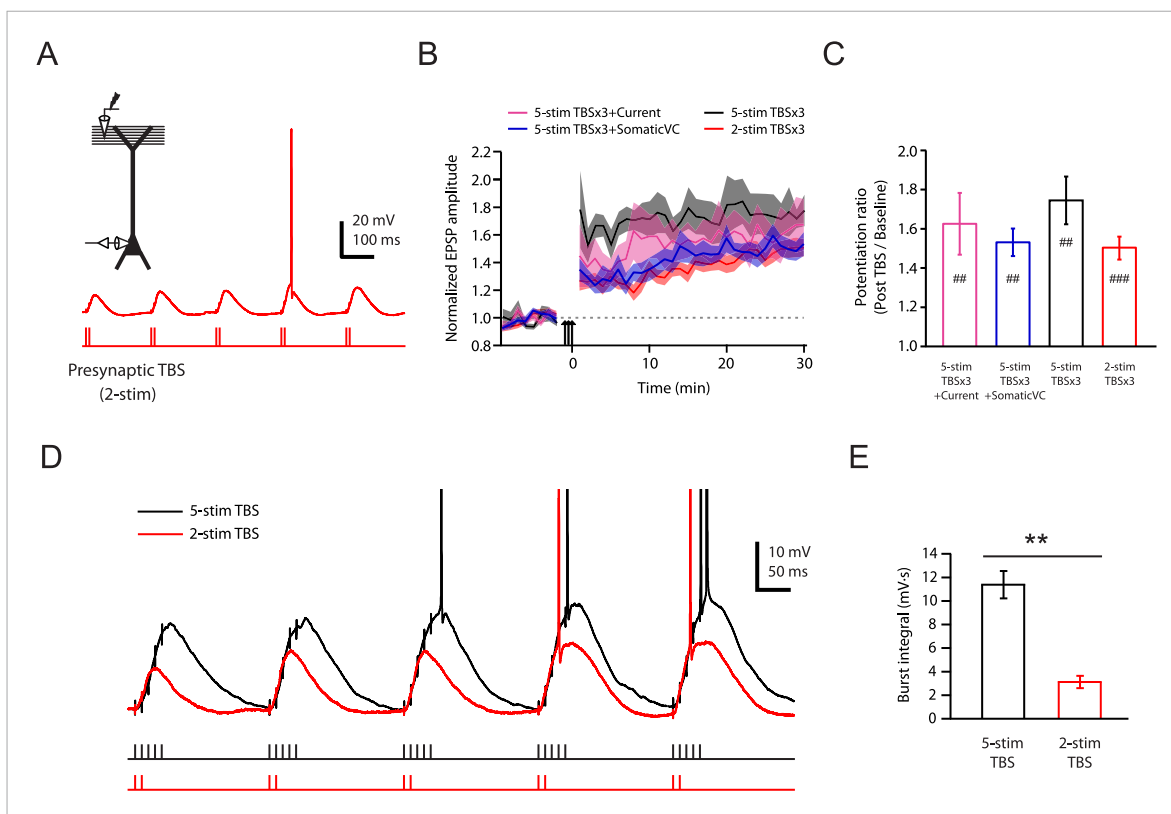 A
20 mV
100 ms
Presynaptic TBS
(2-stim)
B
5-stim TBSx3+Current
5-stim TBSx3
5-stim TBSx3+SomaticVC
2-stim TBSx3
Normalized EPSP amplitude
2.2
2.0
1.8
1.6
1.4
1.2
1.0
0.8
0
10
20
30
Time (min)
C
Potentiation ratio
(Post TBS / Baseline)
2.0
1.8
1.6
1.4
1.2
1.0
##
##
##
###
5-stim
TBSx3
+Current
5-stim
TBSx3
+SomaticVC
5-stim
TBSx3
2-stim
TBSx3
D
5-stim TBS
2-stim TBS
10 mV
50 ms
E
**
Burst integral (mV·s)
14
12
10
8
6
4
2
0
5-stim
TBS
2-stim
TBS